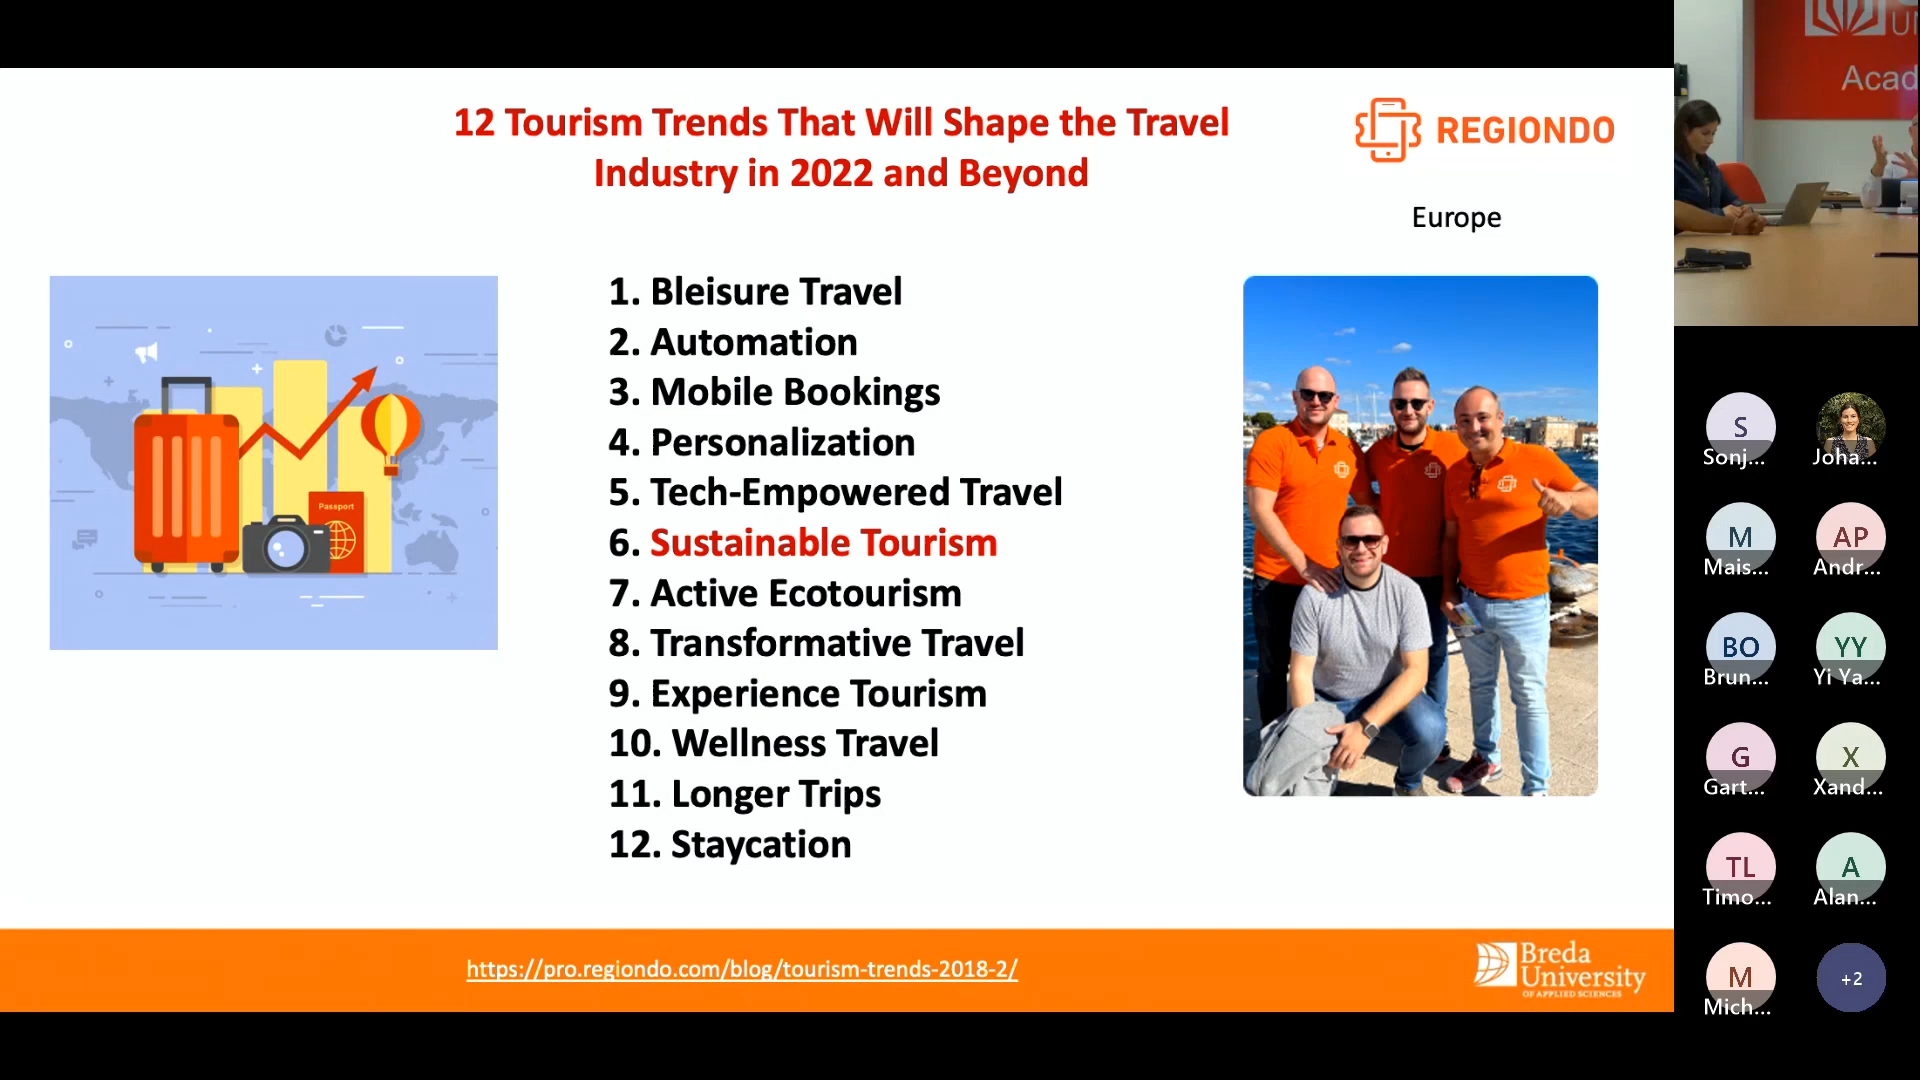 12 Tourism Trends That Will Shape the Travel
Industry in 2022 and Beyond
REGIONDO
Europe
Passport
1. Bleisure Travel
2. Automation
3. Mobile Bookings
4. Personalization
5. Tech-Empowered Travel
6. Sustainable Tourism
7. Active Ecotourism
8. Transformative Travel
9. Experience Tourism
10. Wellness Travel
11. Longer Trips
12. Staycation
https://pro.regiondo.com/blog/tourism-trends-2018-2/
Breda
University
OF APPLIED SCIENCES
UN
Acad
S
Sonj...
Joha...
M
Mais...
AP
Andr...
BO
Brun...
YY
Yi Ya...
G
Gart...
X
Xand...
TL
Timo...
A
Alan...
M
Mich...
+2